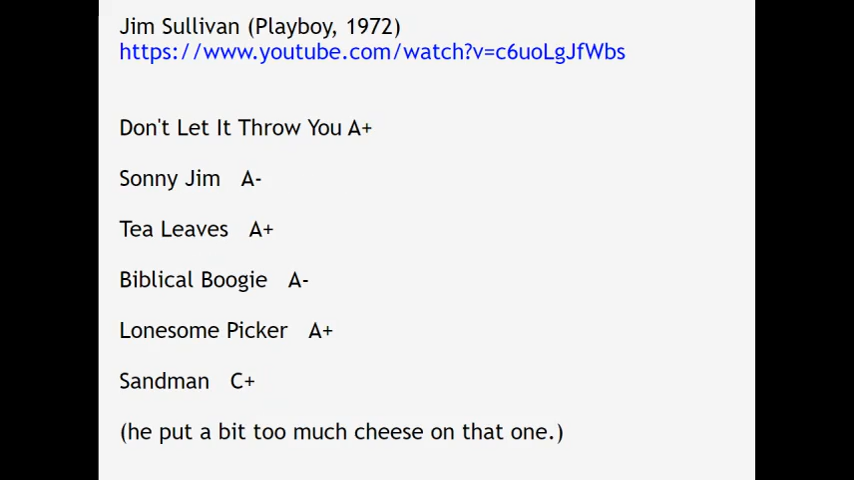 Jim Sullivan (Playboy, 1972)
https://www.youtube.com/watch?v=c6uoLgJfWbs
Don't Let It Throw You A+
Sonny Jim A-
Tea Leaves A+
Biblical Boogie A-
Lonesome Picker A+
Sandman C+
(he put a bit too much cheese on that one.)